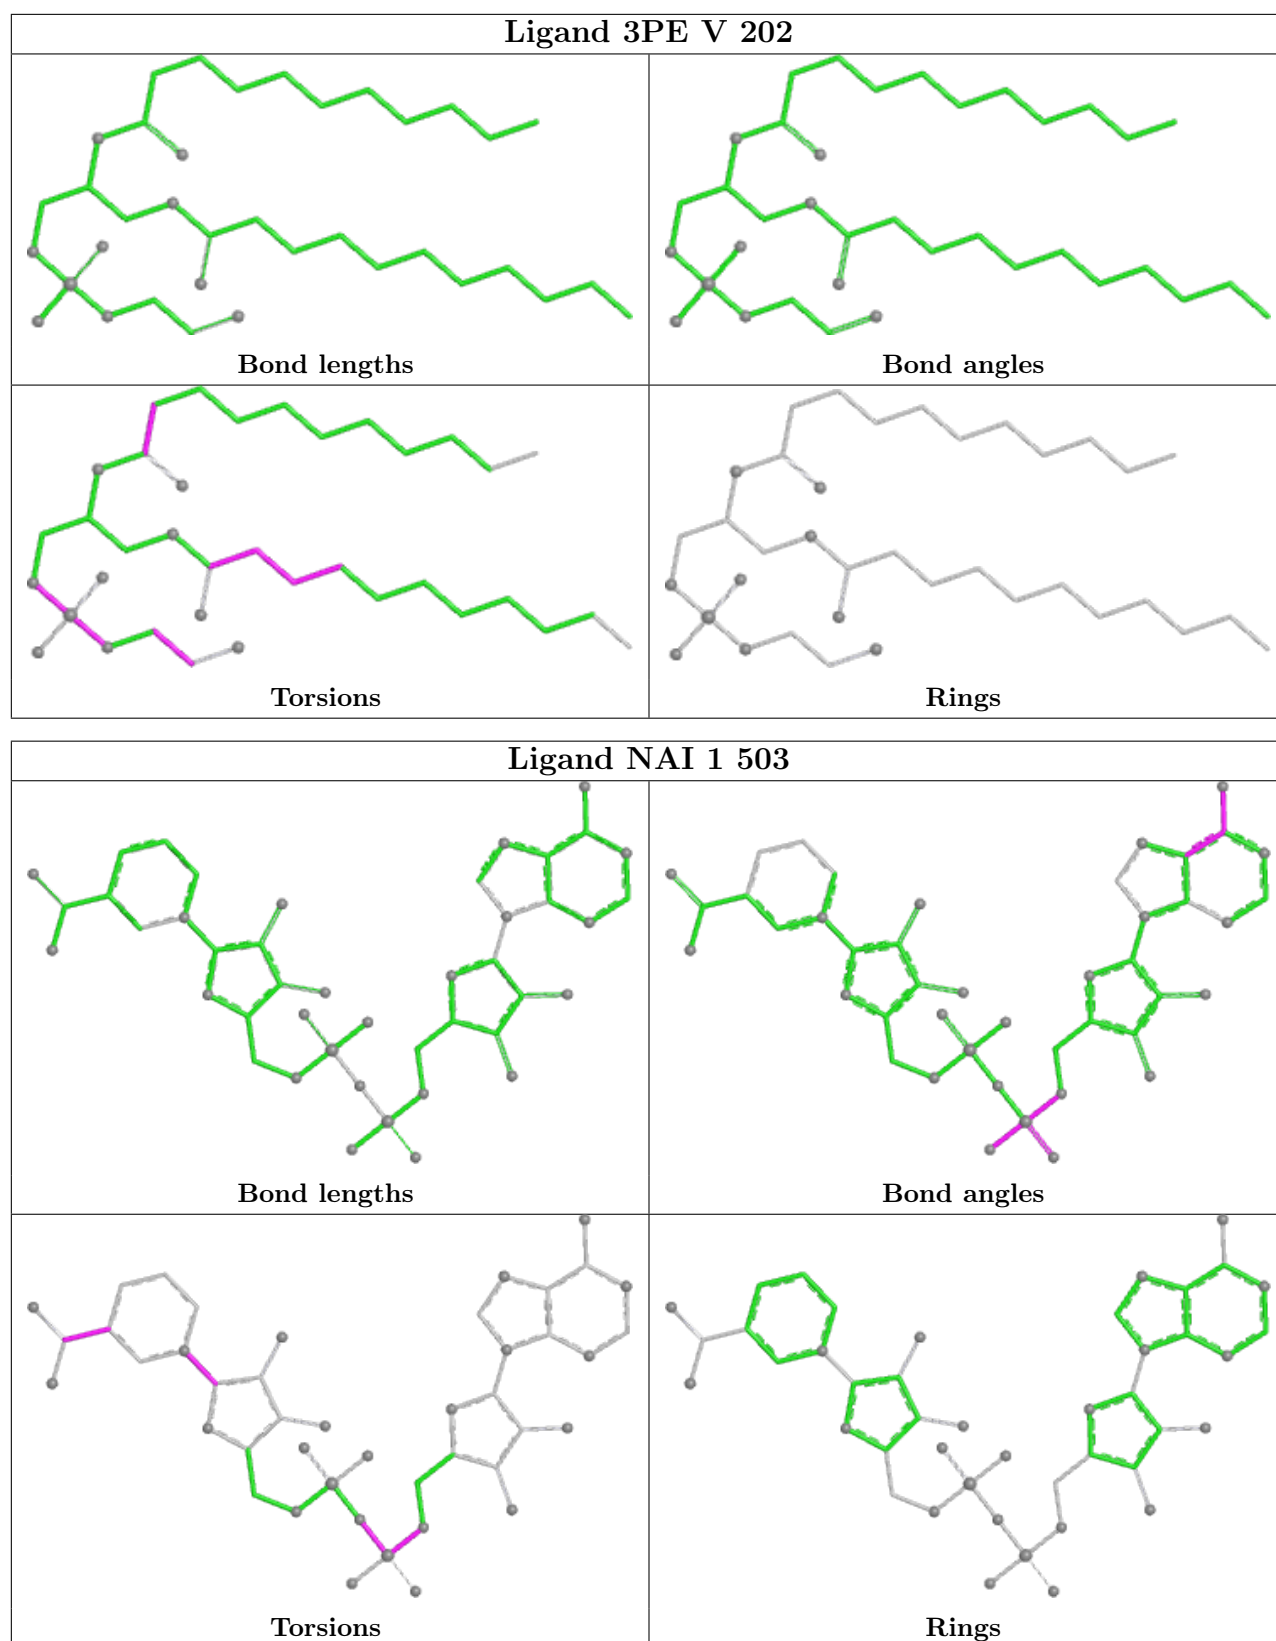 Ligand 3PE V 202
Bond lengths
Bond angles
Torsions
Rings
Ligand NAI 1 503
Bond lengths
Bond angles
Torsions
Rings